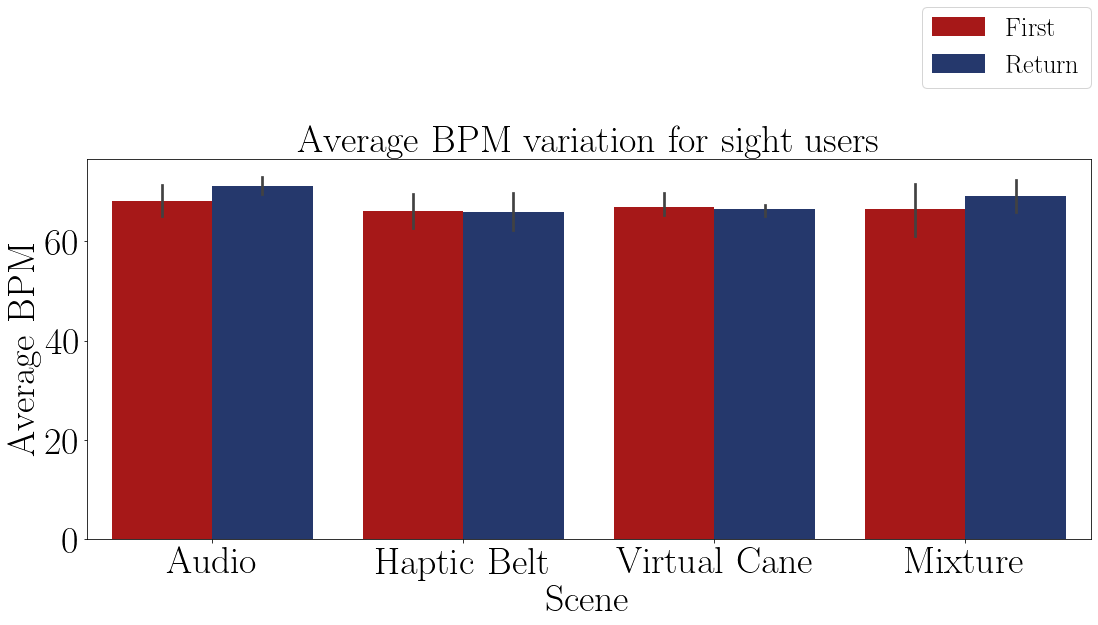 First
Return
Average BPM variation for sight users
Average BPM
60
40
20
0
Audio
Haptic Belt
Virtual Cane
Mixture
Scene